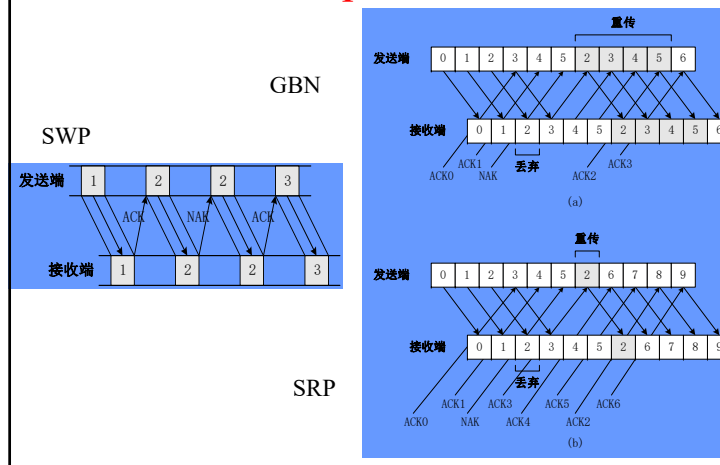 GBN
SWP
发送端
1 2 2 3
ACK NAK ACK
接收端
1 2 2 3
重传
发送端
0 1 2 3 4 5 2 3 4 5 6
接收端
0 1 2 3 4 5 2 3 4 5 6
丢弃
ACK0 ACK1 NAK ACK2 ACK3
(a)
重传
发送端
0 1 2 3 4 5 2 6 7 8 9
接收端
0 1 2 3 4 5 2 6 7 8 9
丢弃
ACK0 ACK1 NAK ACK3 ACK4 ACK5 ACK2 ACK6
(b)
SRP